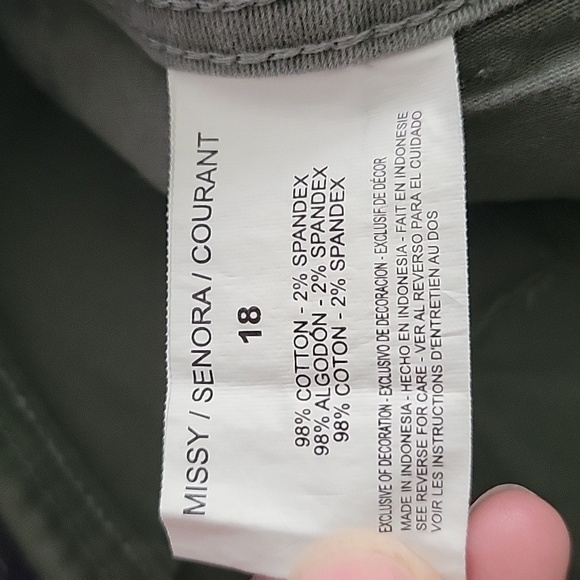 MISSY / SENORA / COURANT
18
98% COTTON - 2% SPANDEX
98% ALGODÓN - 2% SPANDEX
98% COTON - 2% SPANDEX
EXCLUSIVE OF DECORATION - EXCLUSIVO DE DECORACION - EXCLUSIF DE DÉCOR
MADE IN INDONESIA - HECHO EN INDONESIA - FAIT EN INDONESIE
SEE REVERSE FOR CARE - VER AL REVERSO PARA EL CUIDADO
VOIR LES INSTRUCTIONS D'ENTRETIEN AU DOS